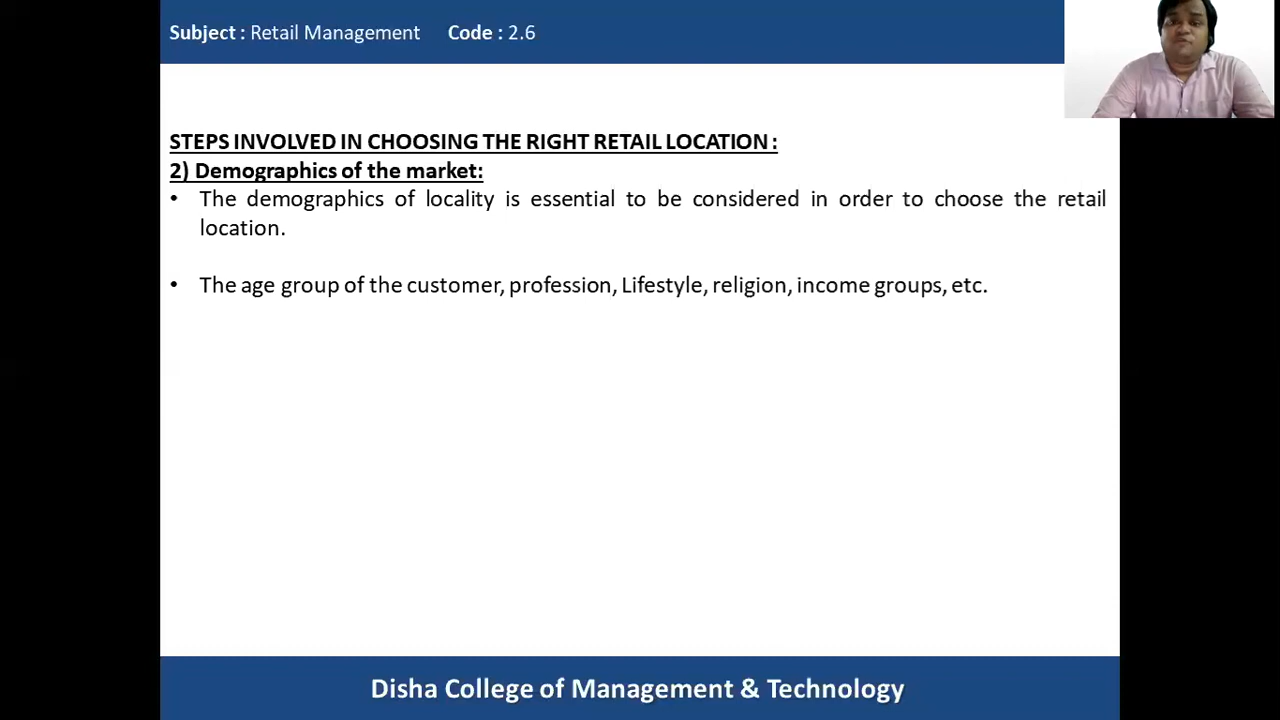 Subject : Retail Management Code : 2.6
STEPS INVOLVED IN CHOOSING THE RIGHT RETAIL LOCATION :
2) Demographics of the market:
• The demographics of locality is essential to be considered in order to choose the retail
location.
• The age group of the customer, profession, Lifestyle, religion, income groups, etc.
Disha College of Management & Technology